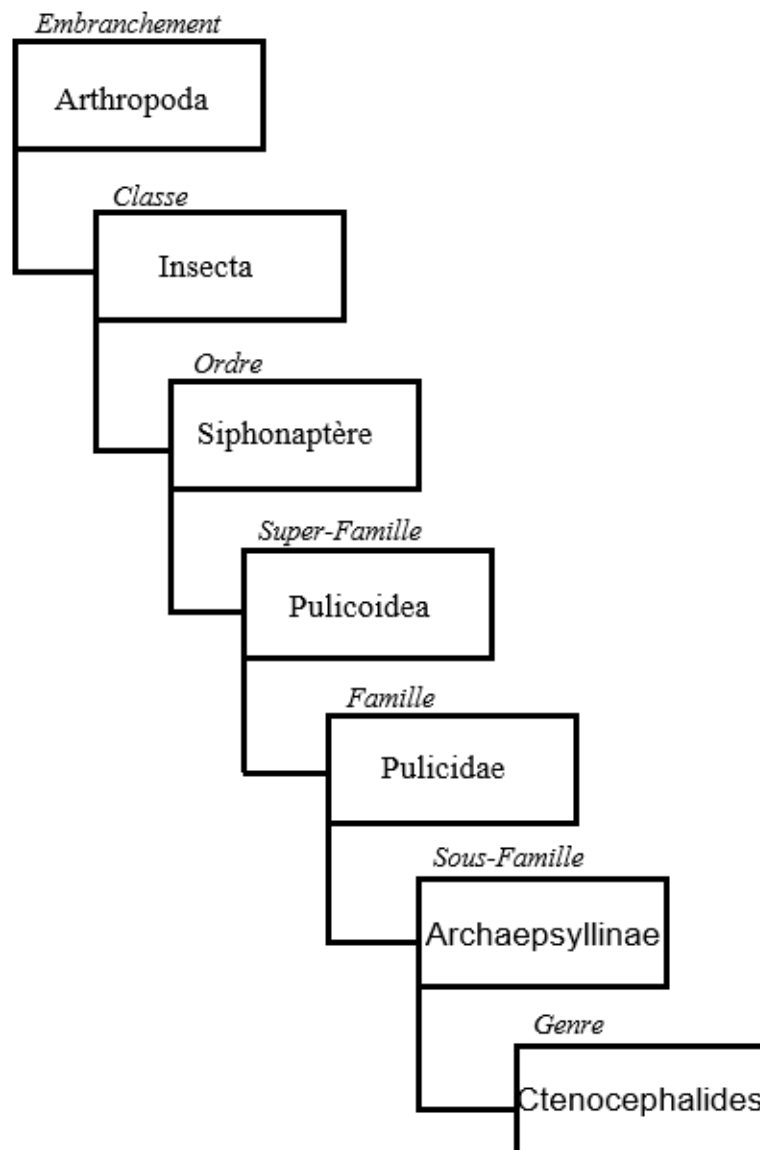 Embranchement
Arthropoda
Classe
Insecta
Ordre
Siphonaptère
Super-Famille
Pulicoidea
Famille
Pulicidae
Sous-Famille
Archaepsyllinae
Genre
Ctenocephalides